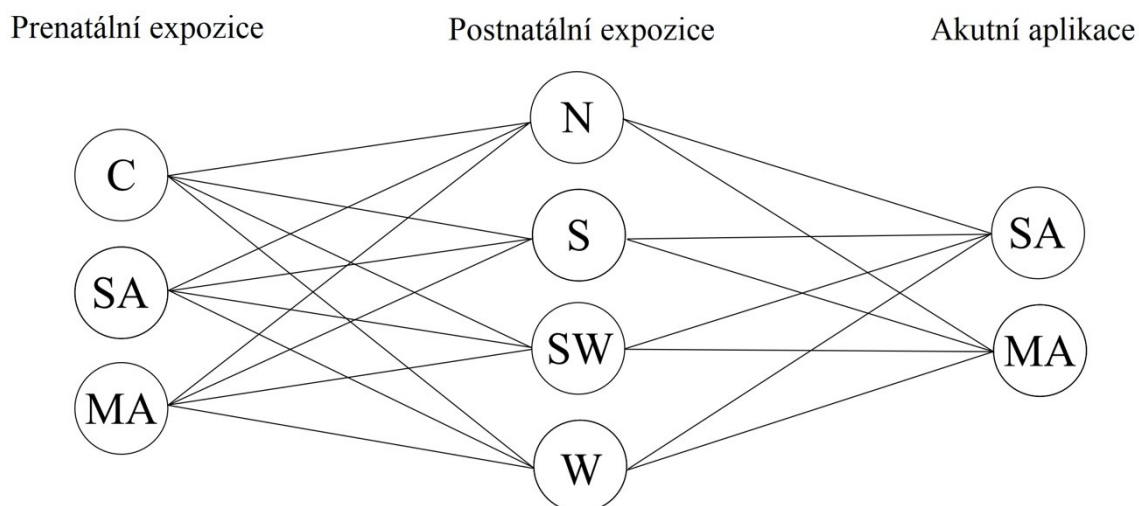 Prenatální expozice Postnatální expozice Akutní aplikace
N
C
S
SA
SA
SW
MA
MA
W